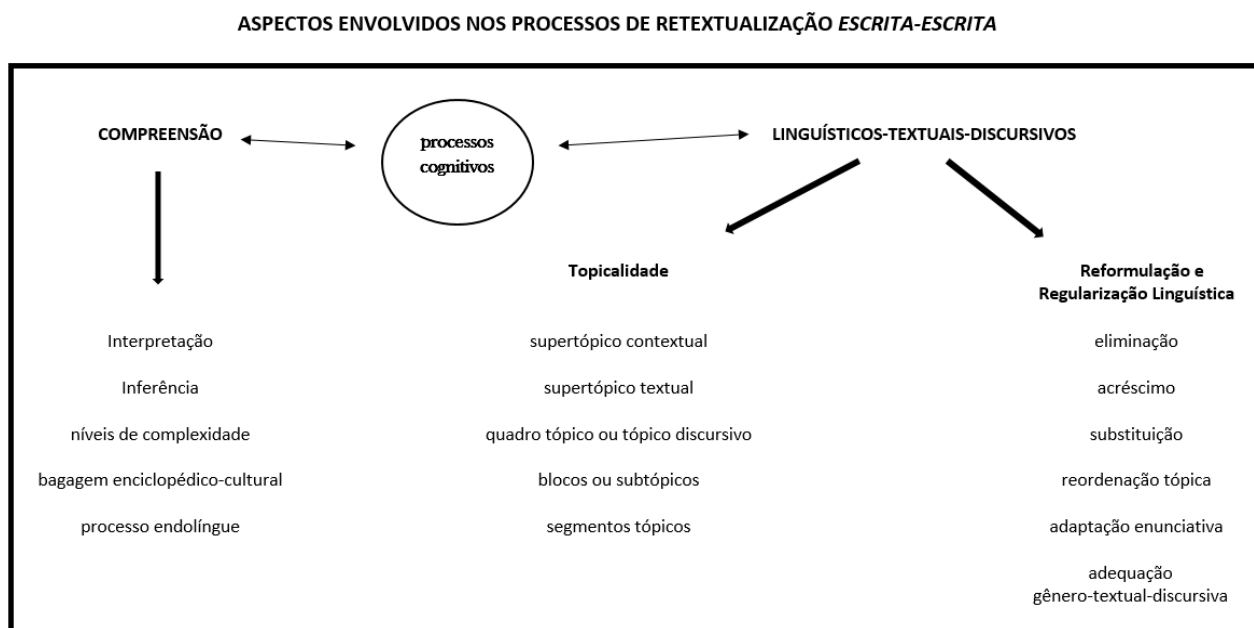 ASPECTOS ENVOLVIDOS NOS PROCESSOS DE RETEXTUALIZAÇÃO ESCRITA-ESCRITA
COMPREENSÃO
processos
cognitivos
LINGUÍSTICOS-TEXTUAIS-DISCURSIVOS
Interpretação
Inferência
níveis de complexidade
bagagem enciclopédico-cultural
processo endolíngue
Topicalidade
supertópico contextual
supertópico textual
quadro tópico ou tópico discursivo
blocos ou subtópicos
segmentos tópicos
Reformulação e
Regularização Linguística
eliminação
acréscimo
substituição
reordenação tópica
adaptação enunciativa
adequação
gênero-textual-discursiva